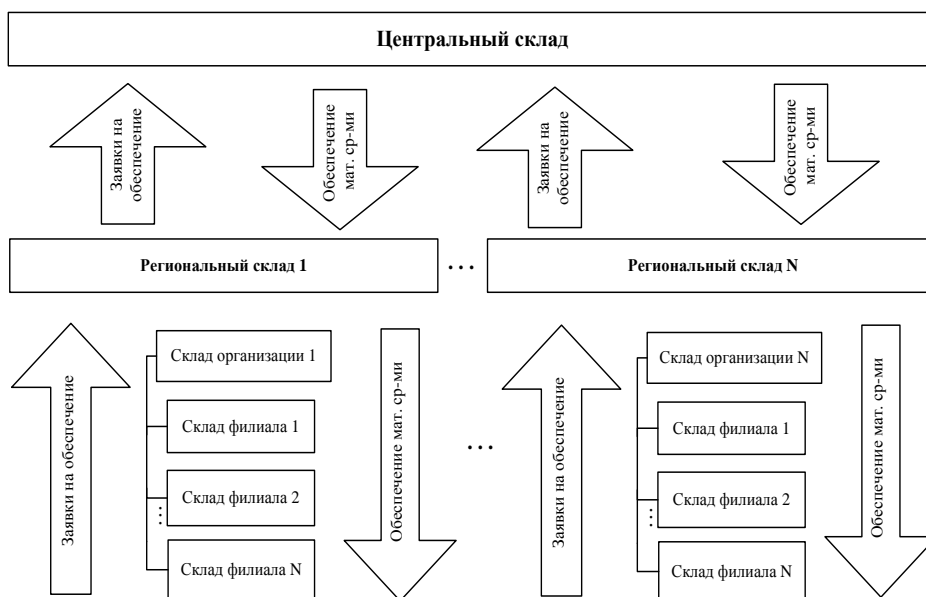 Центральный склад
Заявки на
обеспечение
Обеспечение
мат. ср-ми
Заявки на
обеспечение
Обеспечение
мат. ср-ми
Региональный склад 1
...
Региональный склад N
Заявки на обеспечение
Склад организации 1
Склад филиала 1
Склад филиала 2
...
Склад филиала N
Обеспечение мат. ср-ми
...
Заявки на обеспечение
Склад организации N
Склад филиала 1
Склад филиала 2
...
Склад филиала N
Обеспечение мат. ср-ми